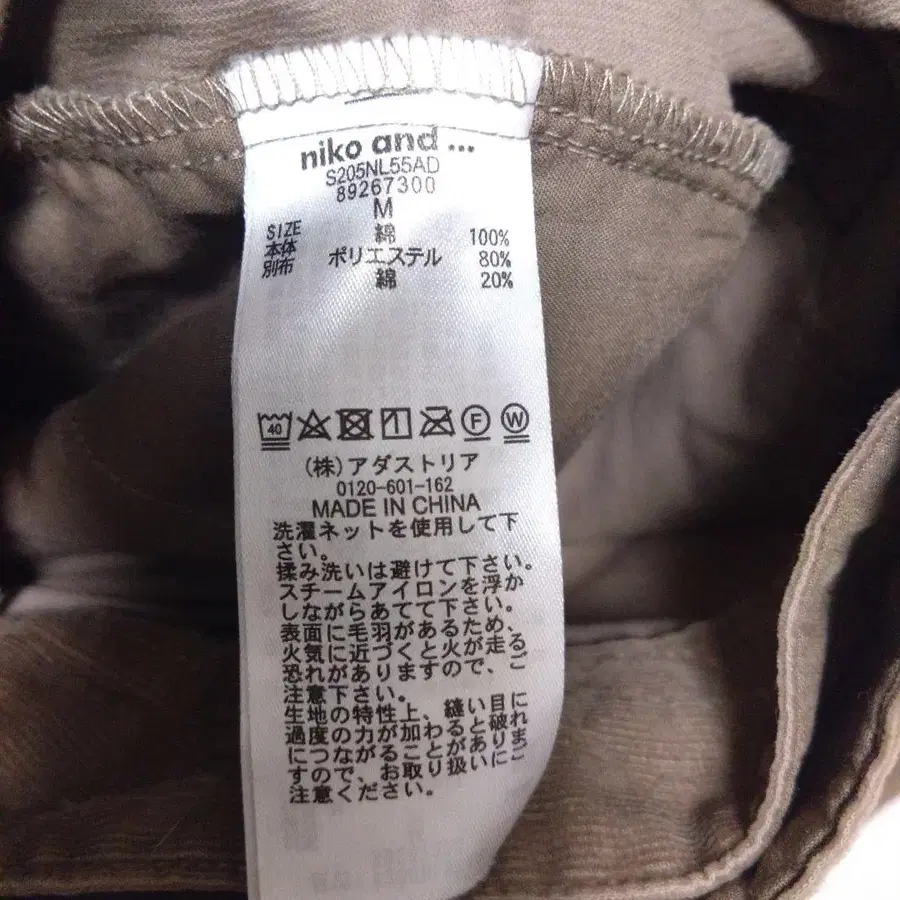 niko and ...
S205NL55AD
89267300
SIZE M
本体 綿 100%
別布 ポリエステル 80%
綿 20%
40 F W
(株)アダストリア
0120-601-162
MADE IN CHINA
洗濯ネットを使用して下
さい。
揉み洗いは避けて下さい。
スチームアイロンを浮か
しながらあてて下さい。
表面に毛羽があるため、
火気に近づくと火が走る
恐れがありますので、ご
注意下さい。
生地の特性上、縫い目に
過度の力が加わると破れ
につながることがありま
すので、お取り扱いにご
注意ください。